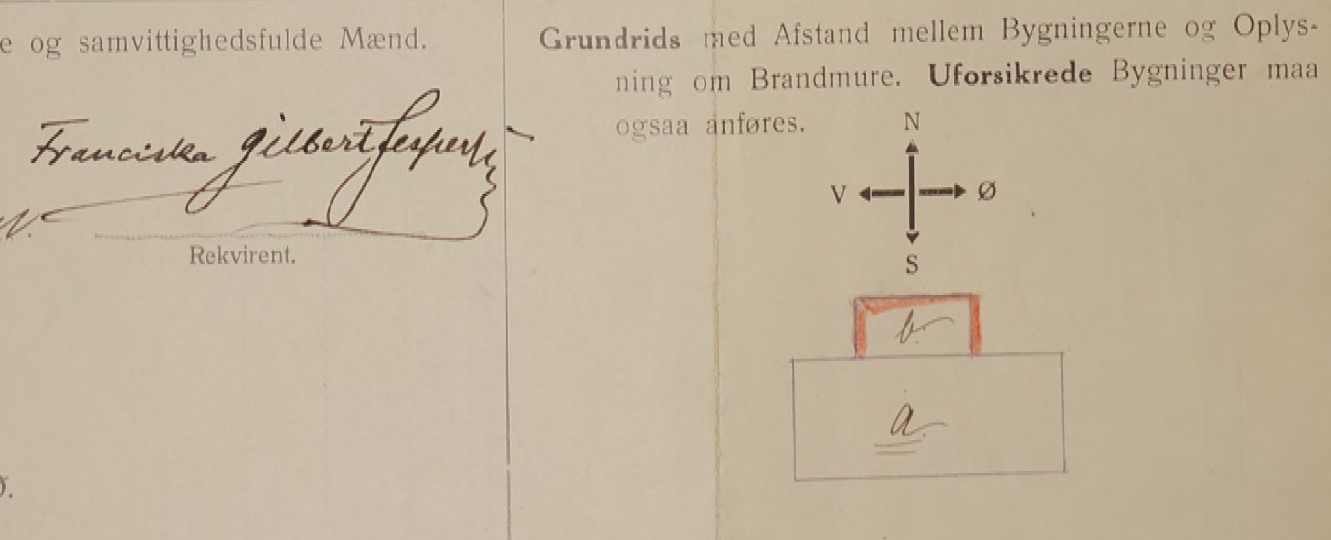 e og samvittighedsfulde Mænd.
Franciska Gilbert Jespersen
Rekvirent.
Grundrids med Afstand mellem Bygningerne og Oplys-
ning om Brandmure. Uforsikrede Bygninger maa
ogsaa anføres.
N
V Ø
S
b.
a.